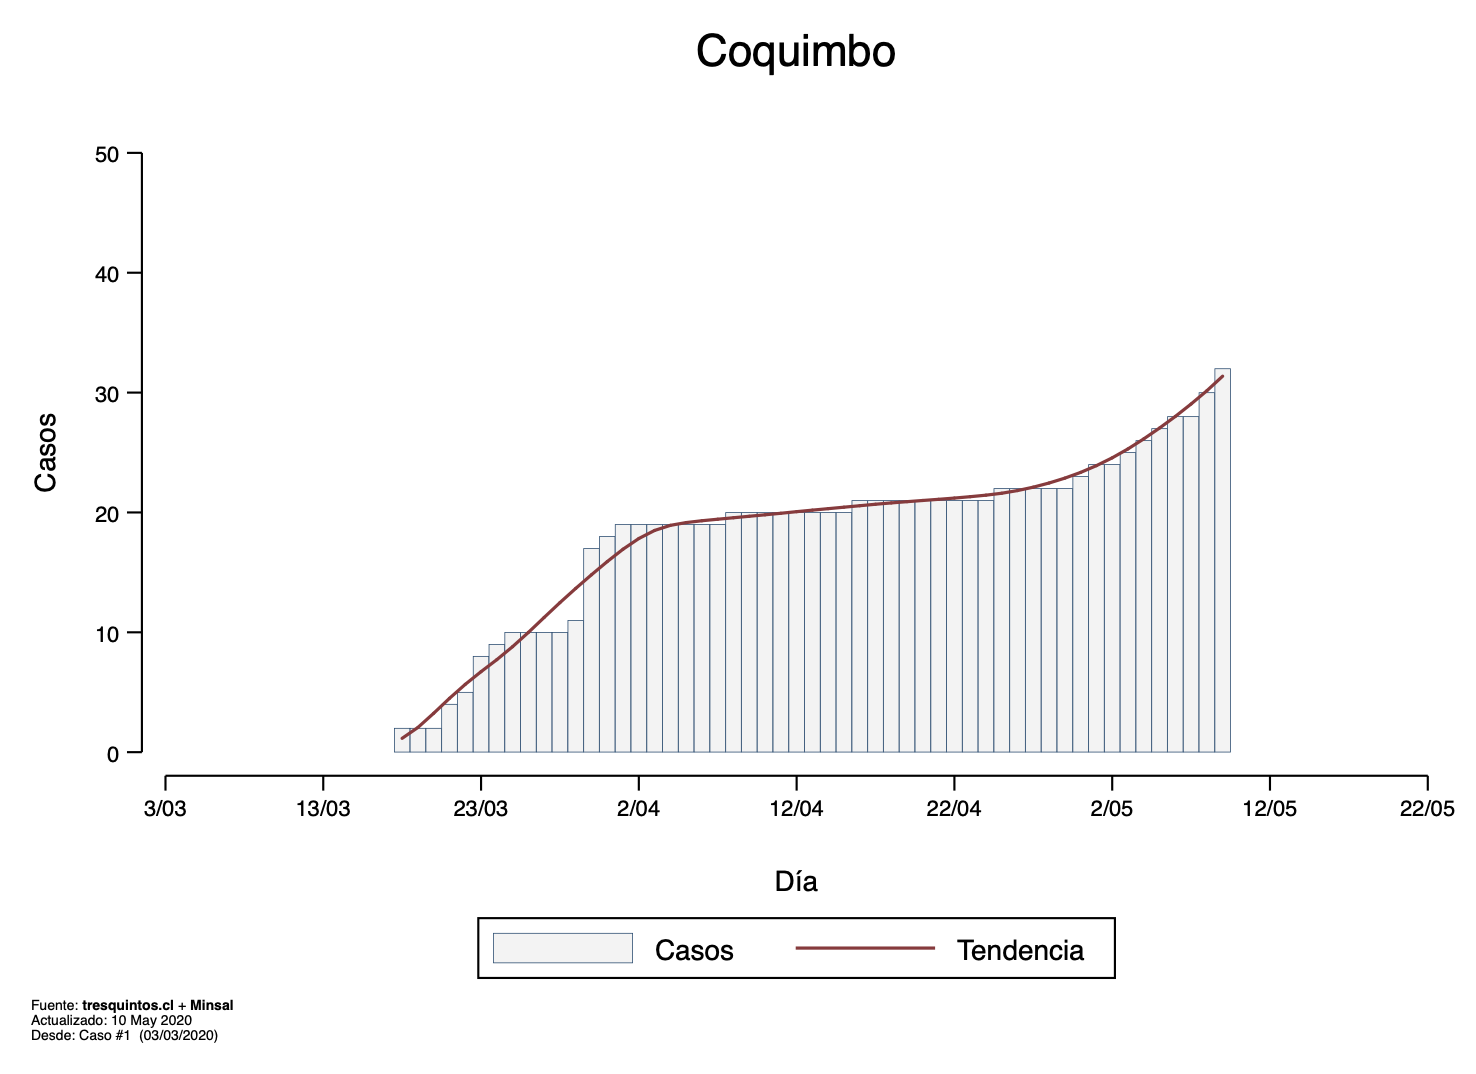 Coquimbo
50
40
30
20
10
0
Casos
3/03 13/03 23/03 2/04 12/04 22/04 2/05 12/05 22/05
Día
Casos Tendencia
Fuente: tresquintos.cl + Minsal
Actualizado: 10 May 2020
Desde: Caso #1 (03/03/2020)